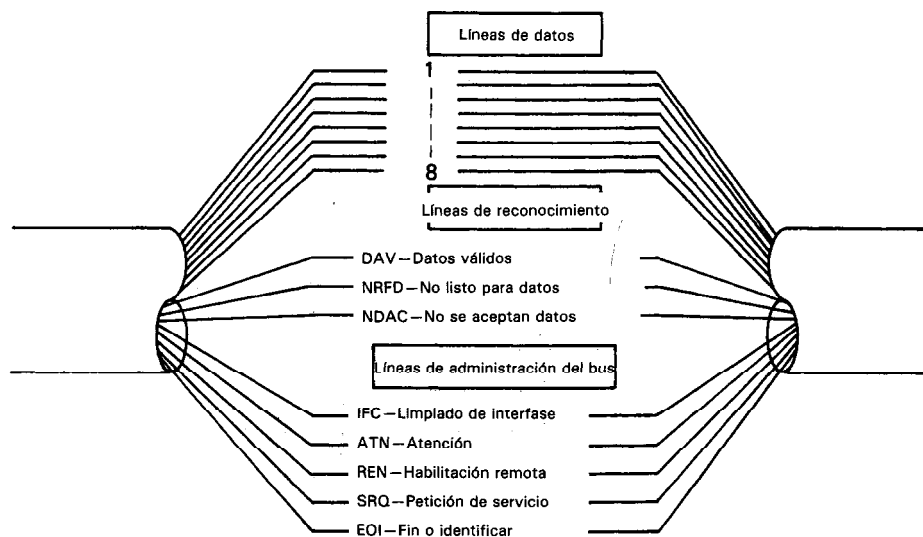 Líneas de datos
1
8
Líneas de reconocimiento
DAV—Datos válidos
NRFD—No listo para datos
NDAC—No se aceptan datos
Líneas de administración del bus
IFC—Limpiado de interfase
ATN—Atención
REN—Habilitación remota
SRQ—Petición de servicio
EOI—Fin o identificar